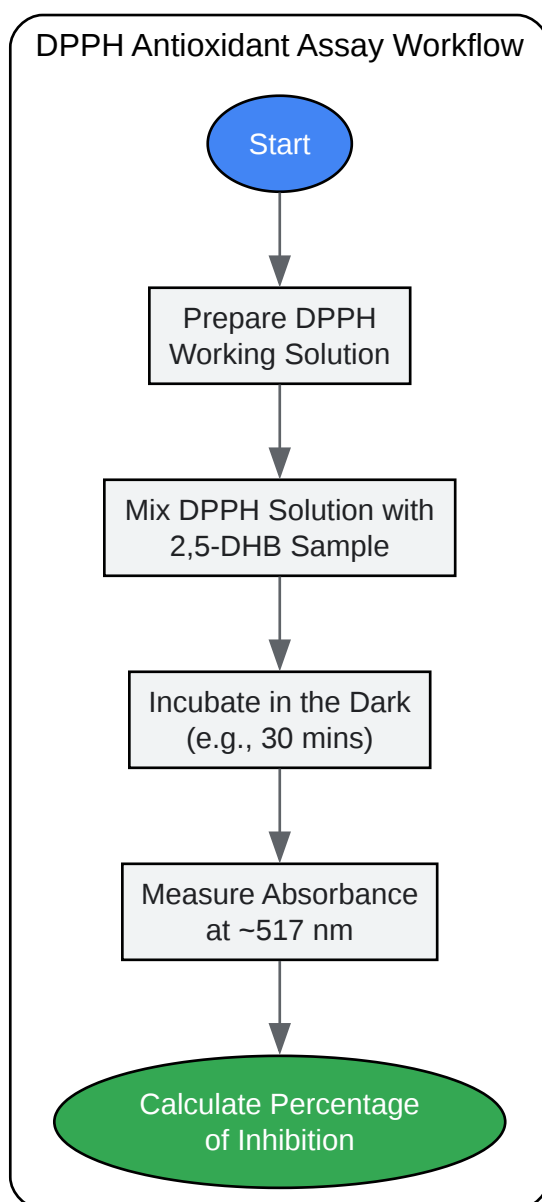 DPPH Antioxidant Assay Workflow
Start
Prepare DPPH
Working Solution
Mix DPPH Solution with
2,5-DHB Sample
Incubate in the Dark
(e.g., 30 mins)
Measure Absorbance
at ~517 nm
Calculate Percentage
of Inhibition